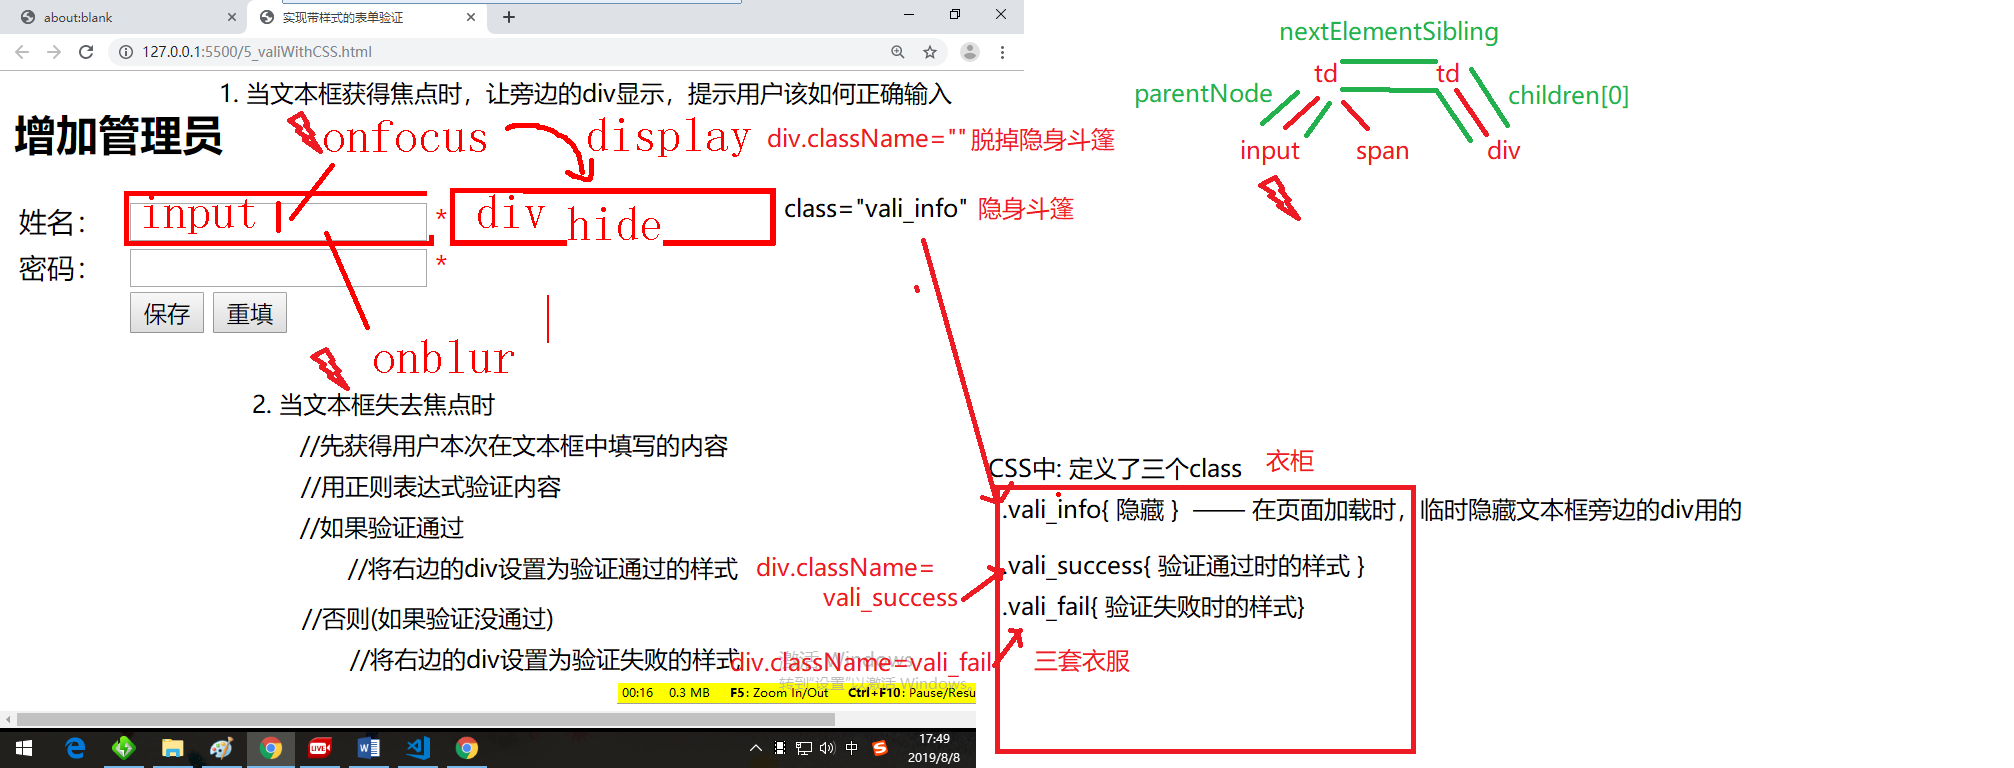 about:blank
实现带样式的表单验证
127.0.0.1:5500/5_valiWithCSS.html
1. 当文本框获得焦点时，让旁边的div显示，提示用户该如何正确输入
增加管理员
onfocus
display
div.className="" 脱掉隐身斗篷
姓名：
input
*
div
hide
class="vali_info"
隐身斗篷
密码：
*
保存
重填
onblur
2. 当文本框失去焦点时
//先获得用户本次在文本框中填写的内容
//用正则表达式验证内容
//如果验证通过
//将右边的div设置为验证通过的样式
div.className=
vali_success
//否则(如果验证没通过)
//将右边的div设置为验证失败的样式
div.className=vali_fail
激活 Windows
转到"设置"以激活 Windows。
00:16 0.3 MB F5: Zoom In/Out Ctrl+F10: Pause/Resu
LIVE
中
17:49
2019/8/8
nextElementSibling
td
td
parentNode
children[0]
input
span
div
CSS中: 定义了三个class
衣柜
.vali_info{ 隐藏 } —— 在页面加载时，临时隐藏文本框旁边的div用的
.vali_success{ 验证通过时的样式 }
.vali_fail{ 验证失败时的样式}
三套衣服